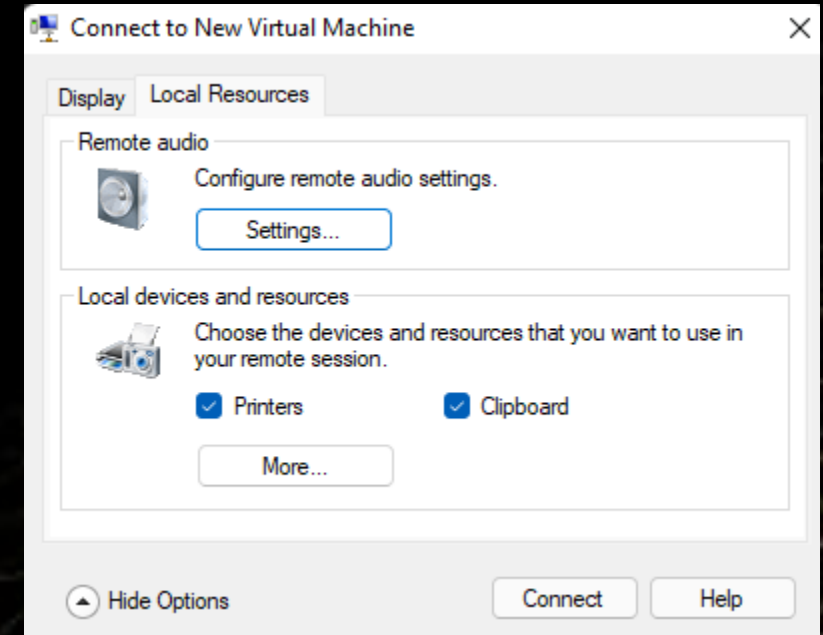 Connect to New Virtual Machine
Display
Local Resources
Remote audio
Configure remote audio settings.
Settings...
Local devices and resources
Choose the devices and resources that you want to use in
your remote session.
Printers
Clipboard
More...
Hide Options
Connect
Help